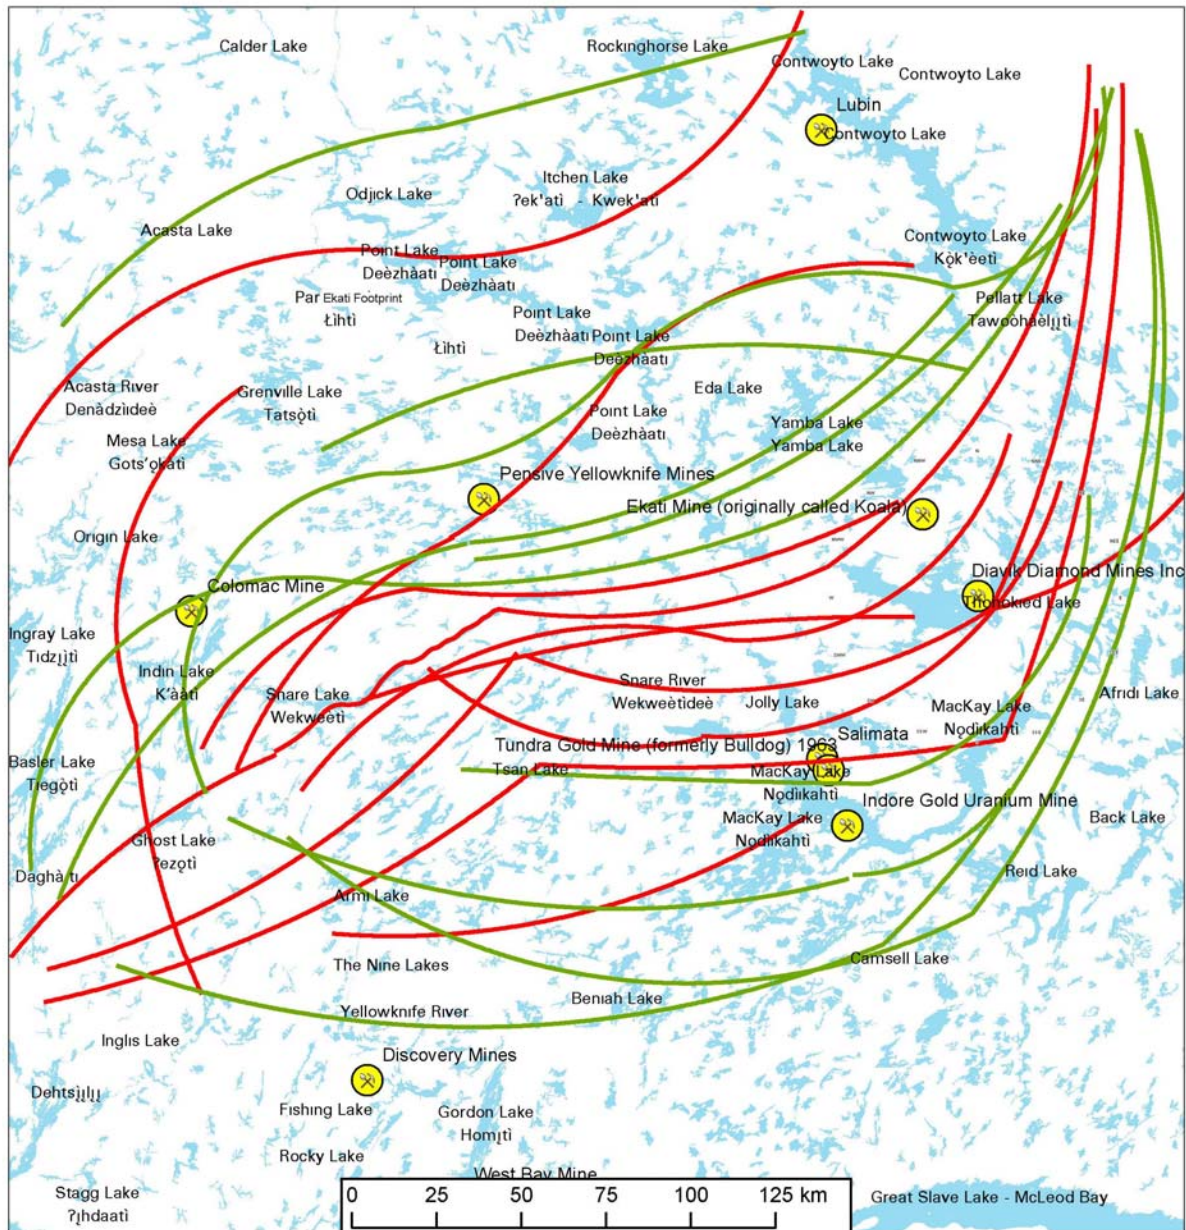 Calder Lake
Rockinghorse Lake
Contwoyto Lake
Contwoyto Lake
Lubin
Contwoyto Lake
Itchen Lake
ʔek'atì - Kwek'atì
Odjick Lake
Acasta Lake
Contwoyto Lake
Kǫ̀k'èetì
Point Lake
Deèzhàatı
Point Lake
Deèzhàatı
Par
Ekati Footprint
Łìhtì
Pellatt Lake
Point Lake
Deèzhàatı
Point Lake
Deèzhàatı
Łìhtì
Acasta River
Denàdzìıdeè
Grenville Lake
Tatsǫ̀tì
Eda Lake
Point Lake
Deèzhàatı
Yamba Lake
Yamba Lake
Mesa Lake
Gots'ǫkàtì
Pensive Yellowknife Mines
Ekati Mine (originally called Koala)
Origin Lake
Colomac Mine
Diavik Diamond Mines Inc
Thonokied Lake
Ingray Lake
Tıdzı̨ı̨̀tì
Indin Lake
K'ààtì
Snare Lake
Wekweètì
Snare River
Wekweètìdeè
Jolly Lake
MacKay Lake
Nǫdìıkahtì
Afridi Lake
Salimata
Tundra Gold Mine (formerly Bulldog) 1963
Basler Lake
Tıegǫ̀tì
Tsan Lake
MacKay Lake
Nǫdìıkahtì
Indore Gold Uranium Mine
MacKay Lake
Nǫdìıkahtì
Back Lake
Ghost Lake
ʔezǫtì
Daghà tı
Reid Lake
Armi Lake
Camsell Lake
The Nine Lakes
Beniah Lake
Yellowknife River
Inglis Lake
Discovery Mines
Dehtsı̨ı̨̀lı̨ı̨
Fishing Lake
Gordon Lake
Homı̨tì
Rocky Lake
West Bay Mine
Stagg Lake
ʔı̨hdaatì
0 25 50 75 100 125 km
Great Slave Lake - McLeod Bay